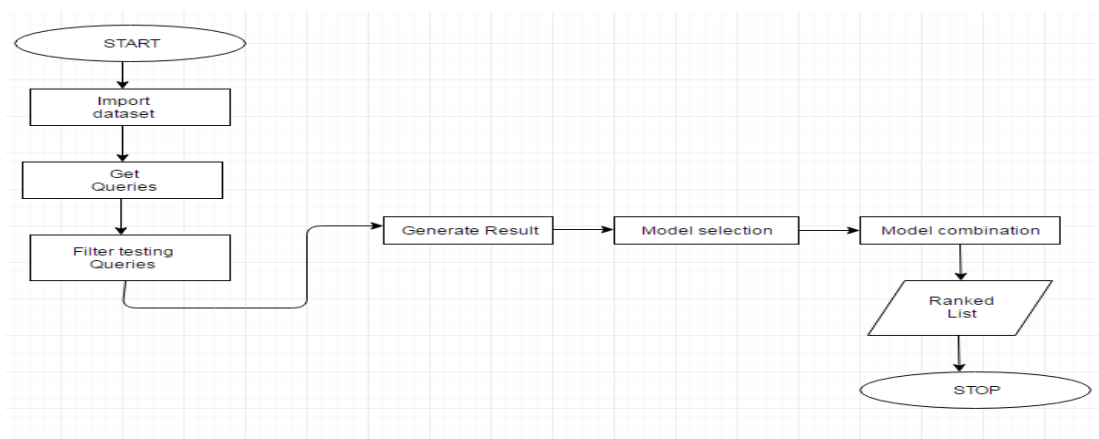 START
Import
dataset
Get
Queries
Filter testing
Queries
Generate Result
Model selection
Model combination
Ranked
List
STOP